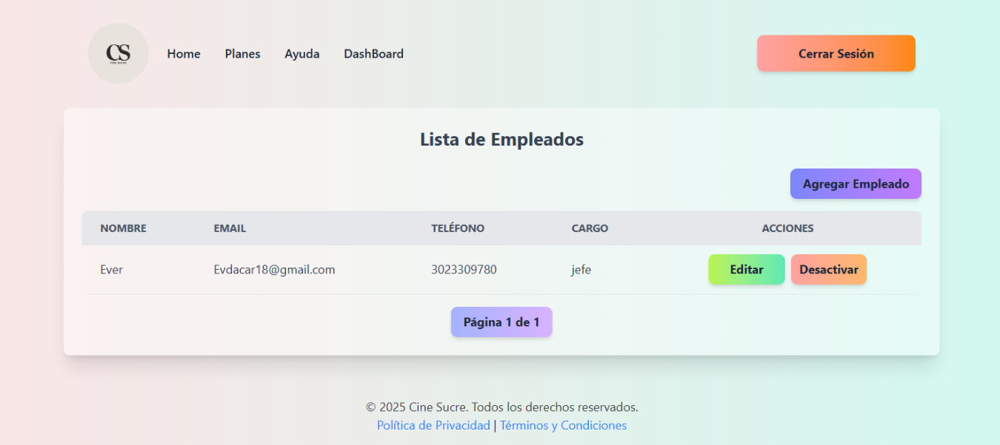 CS
CINE SUCRE
Home Planes Ayuda DashBoard
Cerrar Sesión
Lista de Empleados
Agregar Empleado
NOMBRE EMAIL TELÉFONO CARGO ACCIONES
Ever Evdacar18@gmail.com 3023309780 jefe Editar Desactivar
Página 1 de 1
© 2025 Cine Sucre. Todos los derechos reservados.
Política de Privacidad | Términos y Condiciones